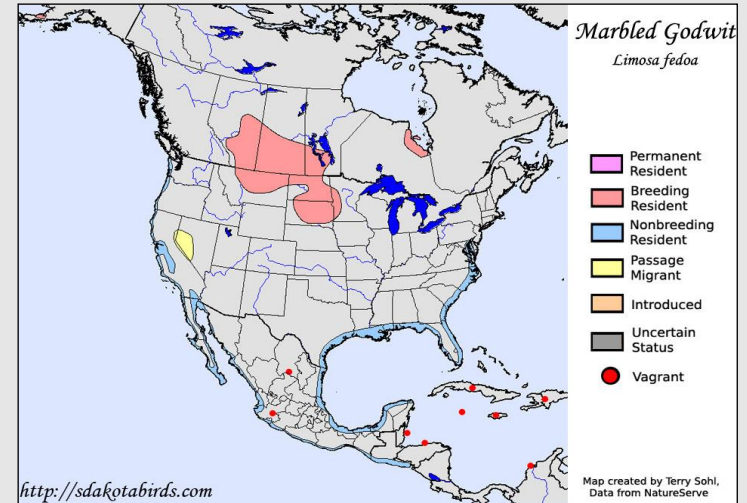 Marbled Godwit
Limosa fedoa
Permanent
Resident
Breeding
Resident
Nonbreeding
Resident
Passage
Migrant
Introduced
Uncertain
Status
Vagrant
Map created by Terry Sohl,
Data from NatureServe
http://sdakotabirds.com